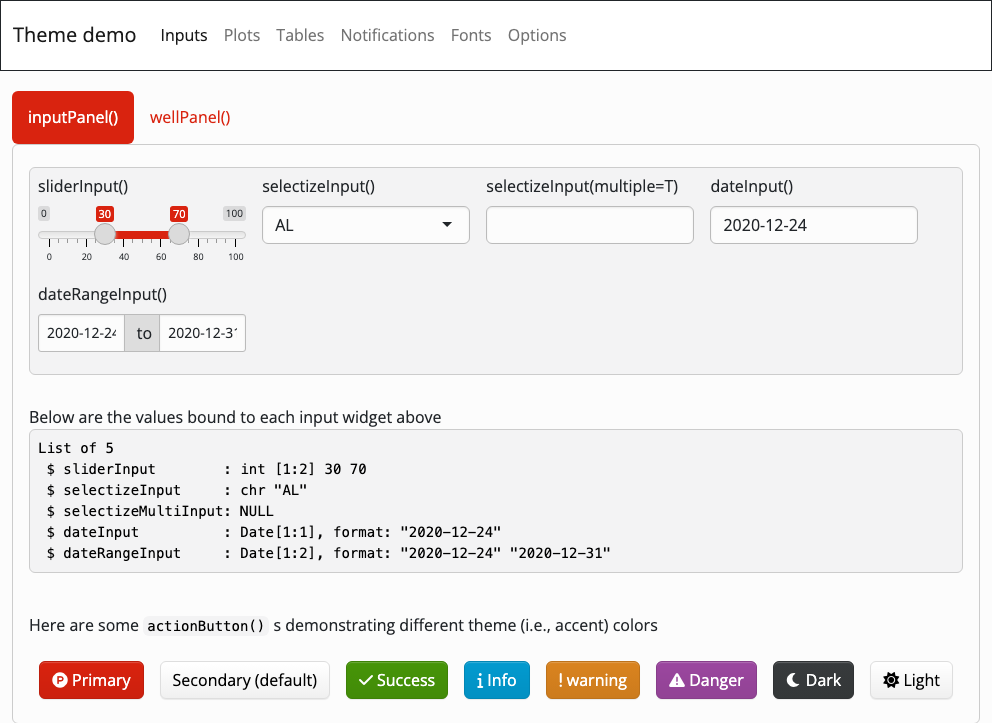 Theme demo Inputs Plots Tables Notifications Fonts Options
inputPanel() wellPanel()
sliderInput() selectizeInput() selectizeInput(multiple=T) dateInput()
0 30 70 100
AL 2020-12-24
0 20 40 60 80 100
dateRangeInput()
2020-12-24 to 2020-12-31
Below are the values bound to each input widget above
List of 5
$ sliderInput : int [1:2] 30 70
$ selectizeInput : chr "AL"
$ selectizeMultiInput: NULL
$ dateInput : Date[1:1], format: "2020-12-24"
$ dateRangeInput : Date[1:2], format: "2020-12-24" "2020-12-31"
Here are some actionButton() s demonstrating different theme (i.e., accent) colors
Primary Secondary (default) Success Info warning Danger Dark Light